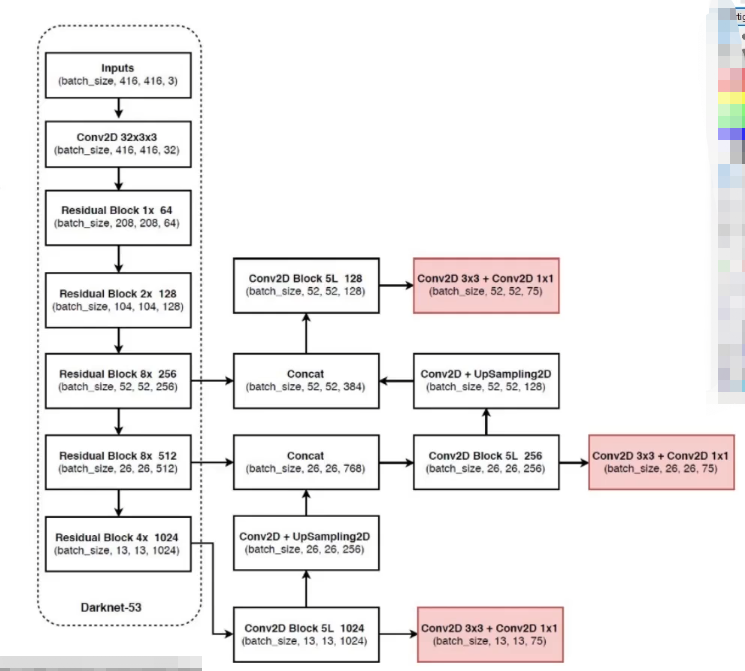 Inputs
(batch_size, 416, 416, 3)
Conv2D 32x3x3
(batch_size, 416, 416, 32)
Residual Block 1x 64
(batch_size, 208, 208, 64)
Residual Block 2x 128
(batch_size, 104, 104, 128)
Residual Block 8x 256
(batch_size, 52, 52, 256)
Residual Block 8x 512
(batch_size, 26, 26, 512)
Residual Block 4x 1024
(batch_size, 13, 13, 1024)
Darknet-53
Conv2D Block 5L 128
(batch_size, 52, 52, 128)
Conv2D 3x3 + Conv2D 1x1
(batch_size, 52, 52, 75)
Concat
(batch_size, 52, 52, 384)
Conv2D + UpSampling2D
(batch_size, 52, 52, 128)
Concat
(batch_size, 26, 26, 768)
Conv2D Block 5L 256
(batch_size, 26, 26, 256)
Conv2D 3x3 + Conv2D 1x1
(batch_size, 26, 26, 75)
Conv2D + UpSampling2D
(batch_size, 26, 26, 256)
Conv2D Block 5L 1024
(batch_size, 13, 13, 1024)
Conv2D 3x3 + Conv2D 1x1
(batch_size, 13, 13, 75)